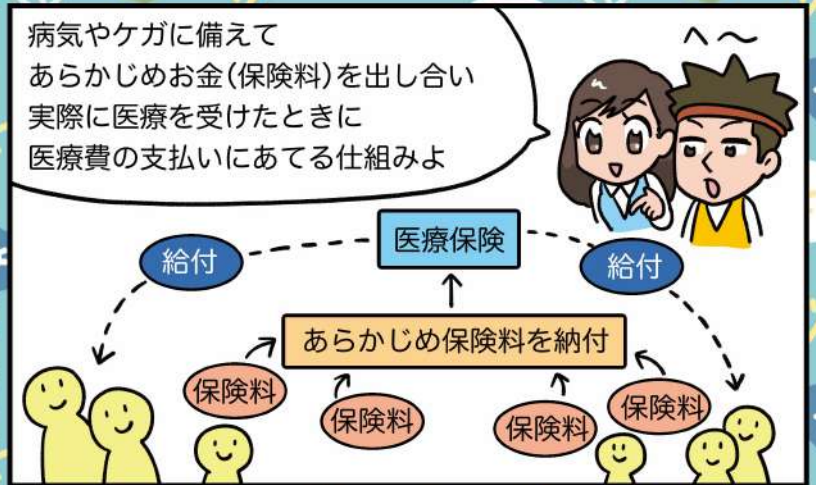 病気やケガに備えて
あらかじめお金(保険料)を出し合い
実際に医療を受けたときに
医療費の支払いにあてる仕組みよ
へ〜
医療保険
給付
給付
あらかじめ保険料を納付
保険料
保険料
保険料
保険料